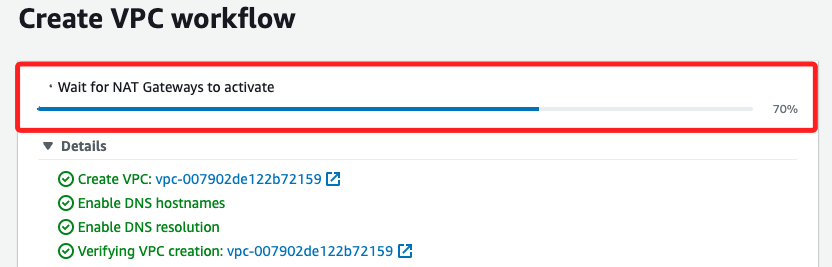 Create VPC workflow
Wait for NAT Gateways to activate
70%
Details
Create VPC: vpc-007902de122b72159
Enable DNS hostnames
Enable DNS resolution
Verifying VPC creation: vpc-007902de122b72159